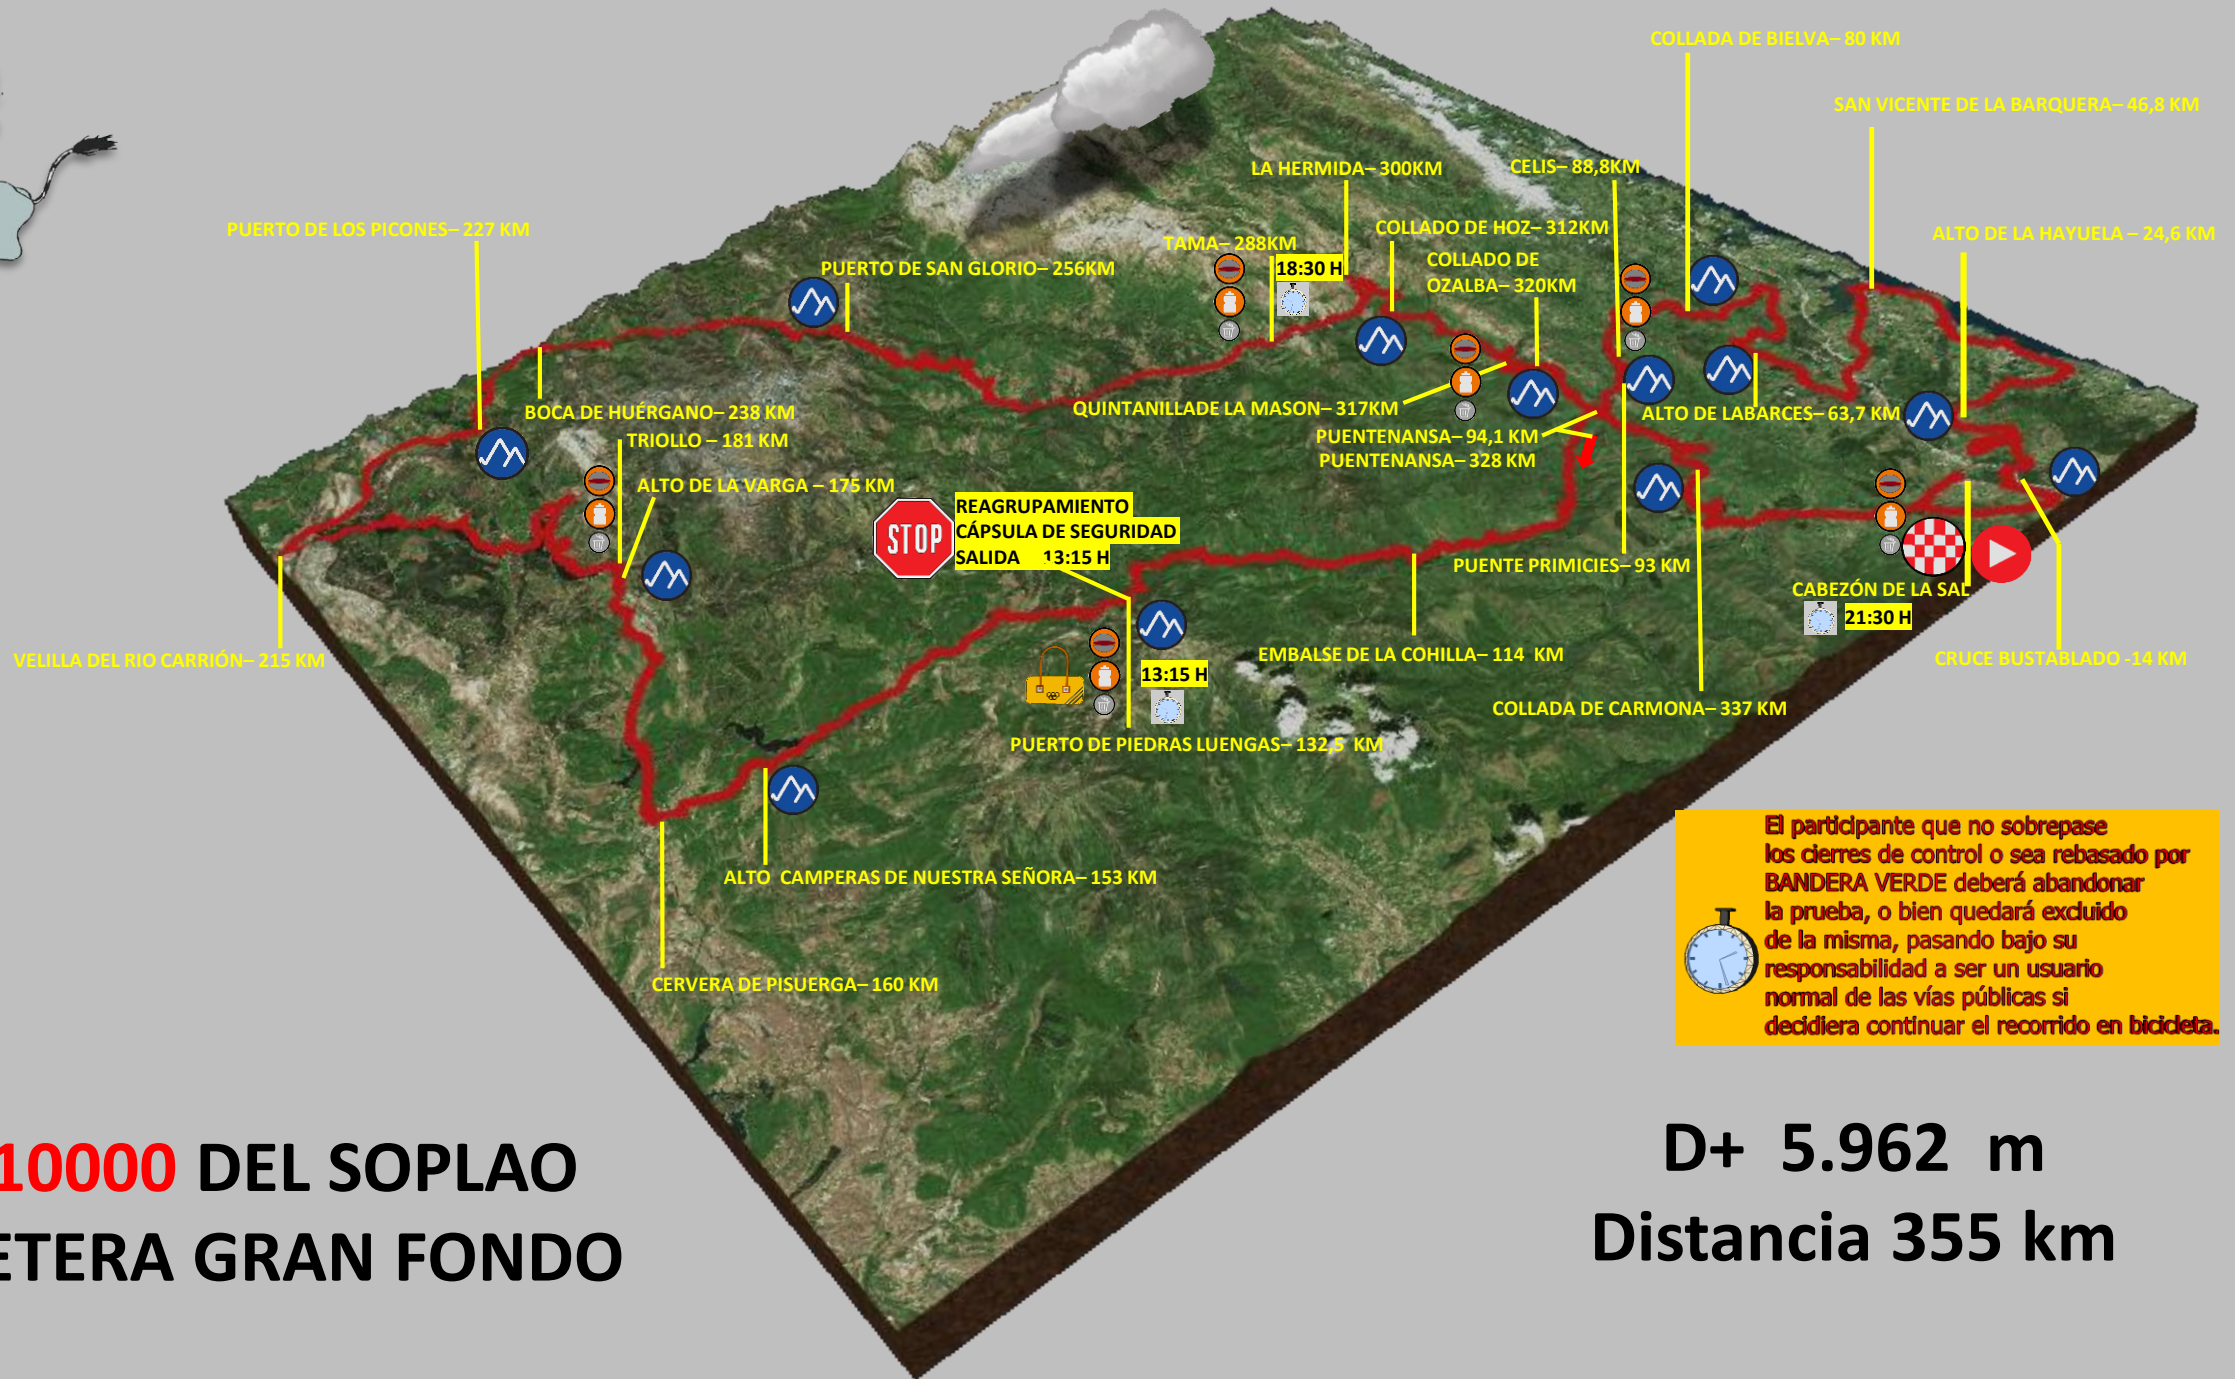 COLLADA DE BIELVA– 80 KM
SAN VICENTE DE LA BARQUERA– 46,8 KM
LA HERMIDA– 300KM
CELIS– 88,8KM
PUERTO DE LOS PICONES– 227 KM
COLLADO DE HOZ– 312KM
ALTO DE LA HAYUELA – 24,6 KM
TAMA– 288KM
18:30 H
PUERTO DE SAN GLORIO– 256KM
COLLADO DE
OZALBA– 320KM
BOCA DE HUÉRGANO– 238 KM
TRIOLLO – 181 KM
QUINTANILLADE LA MASON– 317KM
ALTO DE LABARCES– 63,7 KM
PUENTENANSA– 94,1 KM
PUENTENANSA– 328 KM
ALTO DE LA VARGA – 175 KM
STOP
REAGRUPAMIENTO
CÁPSULA DE SEGURIDAD
SALIDA 13:15 H
PUENTE PRIMICIES– 93 KM
CABEZÓN DE LA SAL
21:30 H
VELILLA DEL RIO CARRIÓN– 215 KM
EMBALSE DE LA COHILLA– 114 KM
CRUCE BUSTABLADO -14 KM
13:15 H
COLLADA DE CARMONA– 337 KM
PUERTO DE PIEDRAS LUENGAS– 132,5 KM
ALTO CAMPERAS DE NUESTRA SEÑORA– 153 KM
CERVERA DE PISUERGA– 160 KM
El participante que no sobrepase
los cierres de control o sea rebasado por
BANDERA VERDE deberá abandonar
la prueba, o bien quedará excluido
de la misma, pasando bajo su
responsabilidad a ser un usuario
normal de las vías públicas si
decidiera continuar el recorrido en bicicleta.
10000 DEL SOPLAO
ETERA GRAN FONDO
D+ 5.962 m
Distancia 355 km